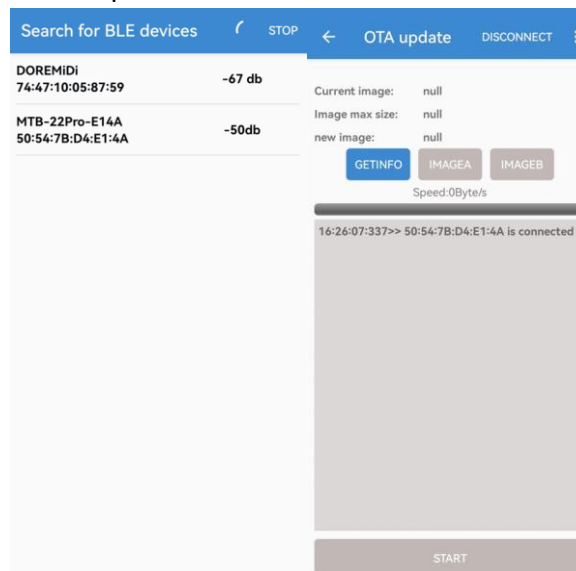 Search for BLE devices STOP
DOREMiDi
74:47:10:05:87:59
-67 db
MTB-22Pro-E14A
50:54:7B:D4:E1:4A
-50db
← OTA update DISCONNECT
Current image: null
Image max size: null
new image: null
GETINFO IMAGEA IMAGEB
Speed:0Byte/s
16:26:07:337>> 50:54:7B:D4:E1:4A is connected
START